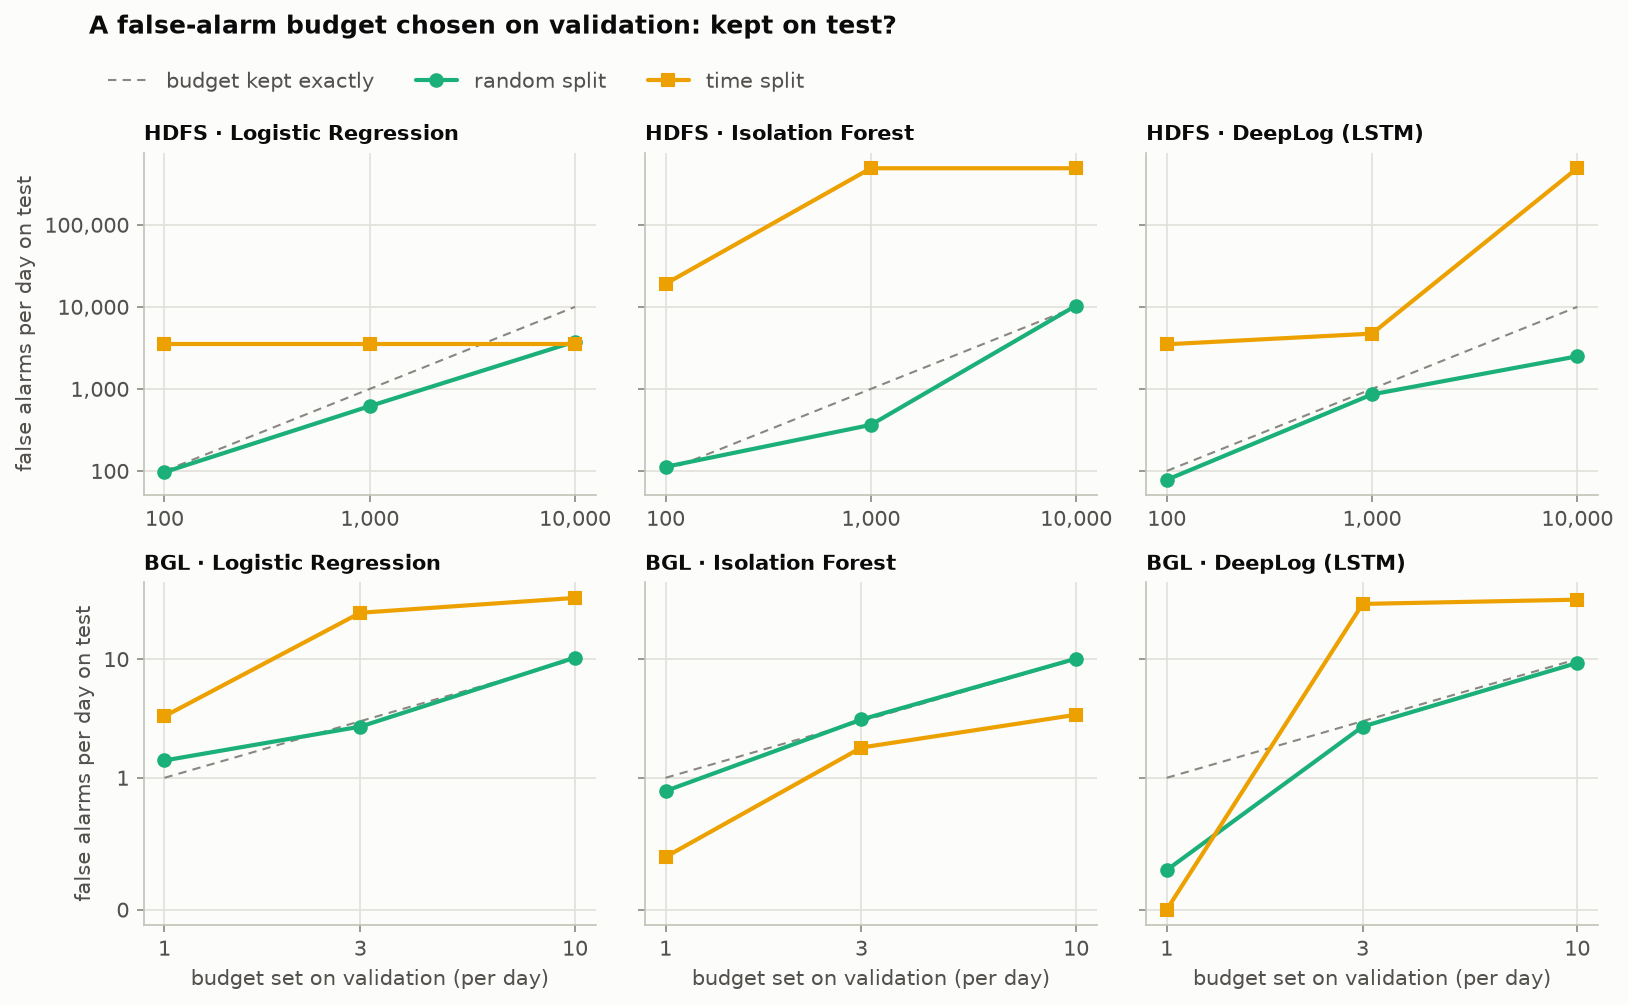 A false-alarm budget chosen on validation: kept on test?
budget kept exactly random split time split
HDFS · Logistic Regression HDFS · Isolation Forest HDFS · DeepLog (LSTM)
false alarms per day on test
100,000
10,000
1,000
100
100 1,000 10,000 100 1,000 10,000 100 1,000 10,000
BGL · Logistic Regression BGL · Isolation Forest BGL · DeepLog (LSTM)
false alarms per day on test
10
1
0
1 3 10 1 3 10 1 3 10
budget set on validation (per day) budget set on validation (per day) budget set on validation (per day)